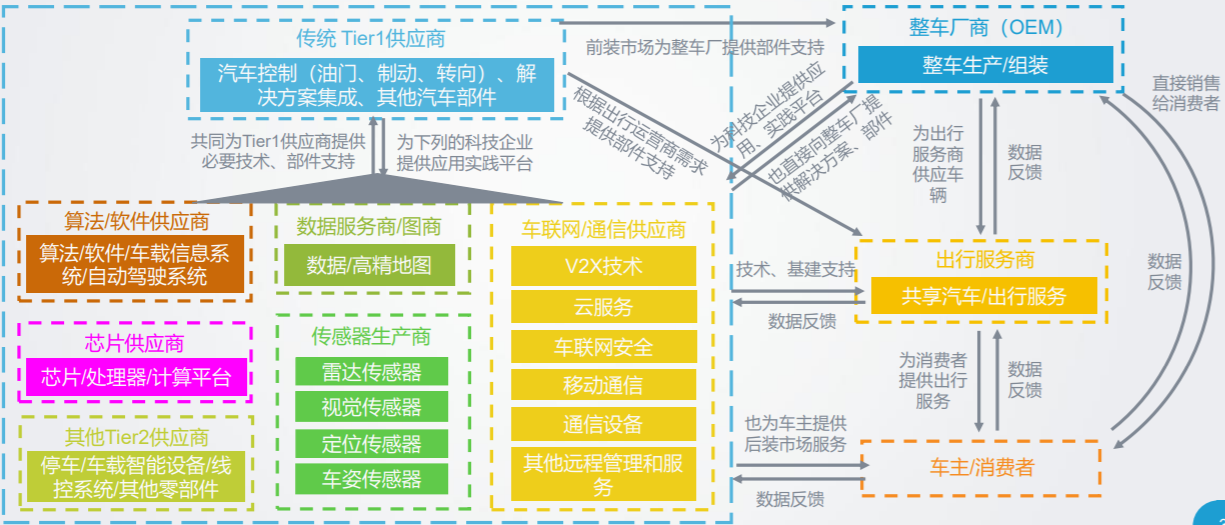 传统 Tier1供应商
汽车控制（油门、制动、转向）、解
决方案集成、其他汽车部件
共同为Tier1供应商提供
必要技术、部件支持
为下列的科技企业
提供应用实践平台
算法/软件供应商
算法/软件/车载信息系
统/自动驾驶系统
芯片供应商
芯片/处理器/计算平台
其他Tier2供应商
停车/车载智能设备/线
控系统/其他零部件
数据服务商/图商
数据/高精地图
传感器生产商
雷达传感器
视觉传感器
定位传感器
车姿传感器
车联网/通信供应商
V2X技术
云服务
车联网安全
移动通信
通信设备
其他远程管理和服
务
前装市场为整车厂提供部件支持
根据出行运营商需求
提供部件支持
为科技企业提供应
用、实践平台
也直接向整车厂提
供解决方案、部件
技术、基建支持
数据反馈
也为车主提供
后装市场服务
数据反馈
整车厂商（OEM）
整车生产/组装
为出行
服务商
供应车
辆
数据
反馈
出行服务商
共享汽车/出行服务
为消费者
提供出行
服务
数据
反馈
车主/消费者
直接销售
给消费者
数据
反馈